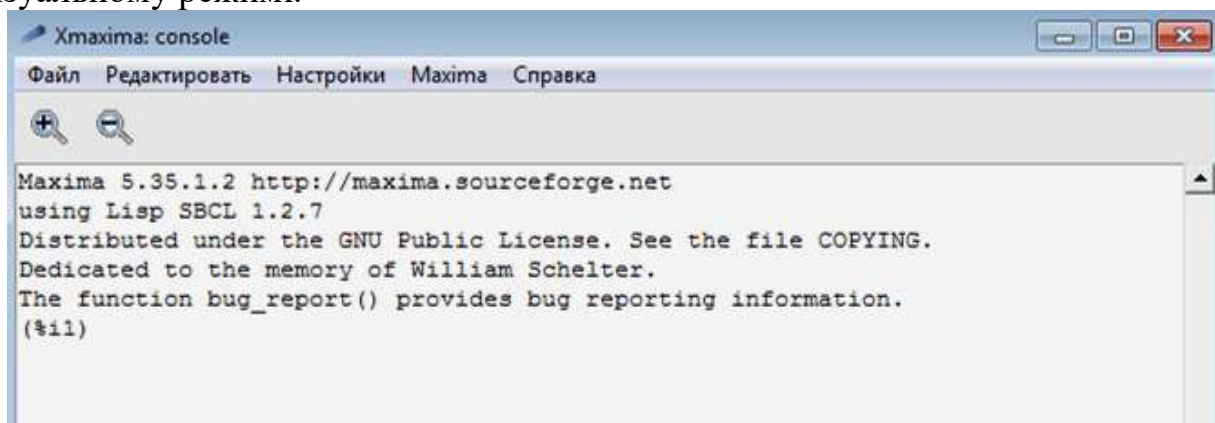 режимі.
Xmaxima: console
Файл Редактировать Настройки Maxima Справка
Maxima 5.35.1.2 http://maxima.sourceforge.net
using Lisp SBCL 1.2.7
Distributed under the GNU Public License. See the file COPYING.
Dedicated to the memory of William Schelter.
The function bug_report() provides bug reporting information.
(%i1)